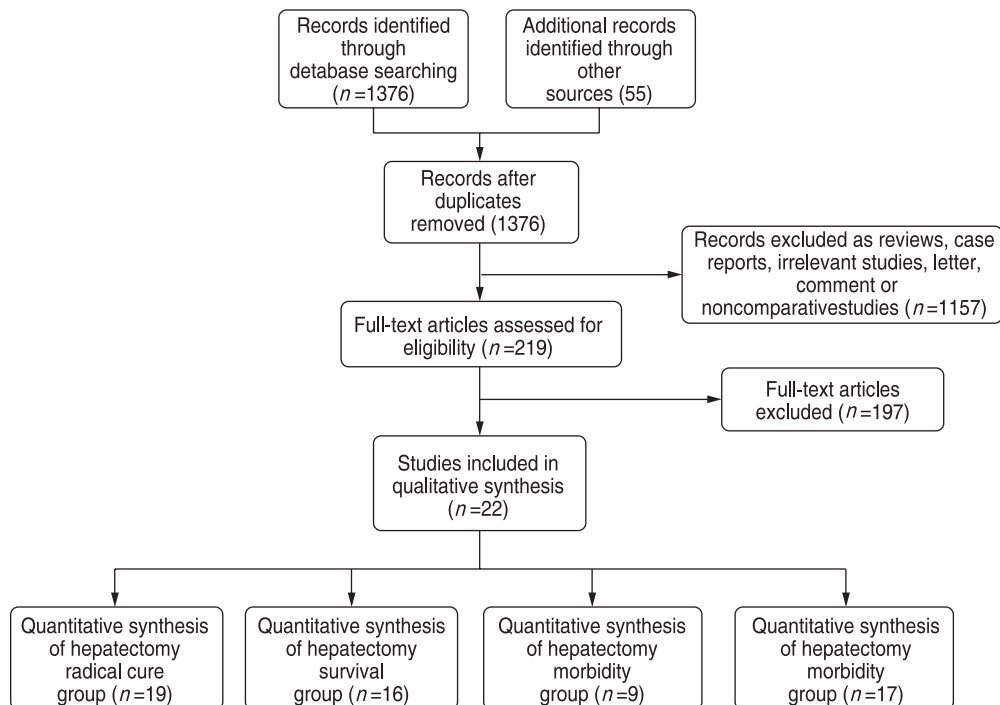 Records identified
through
detabase searching
(n=1376)
Additional records
identified through
other
sources (55)
Records after
duplicates
removed (1376)
Records excluded as reviews, case
reports, irrelevant studies, letter,
comment or
noncomparativestudies (n=1157)
Full-text articles assessed for
eligibility (n=219)
Full-text articles
excluded (n=197)
Studies included in
qualitative synthesis
(n=22)
Quantitative synthesis
of hepatectomy
radical cure
group (n=19)
Quantitative synthesis
of hepatectomy
survival
group (n=16)
Quantitative synthesis
of hepatectomy
morbidity
group (n=9)
Quantitative synthesis
of hepatectomy
morbidity
group (n=17)